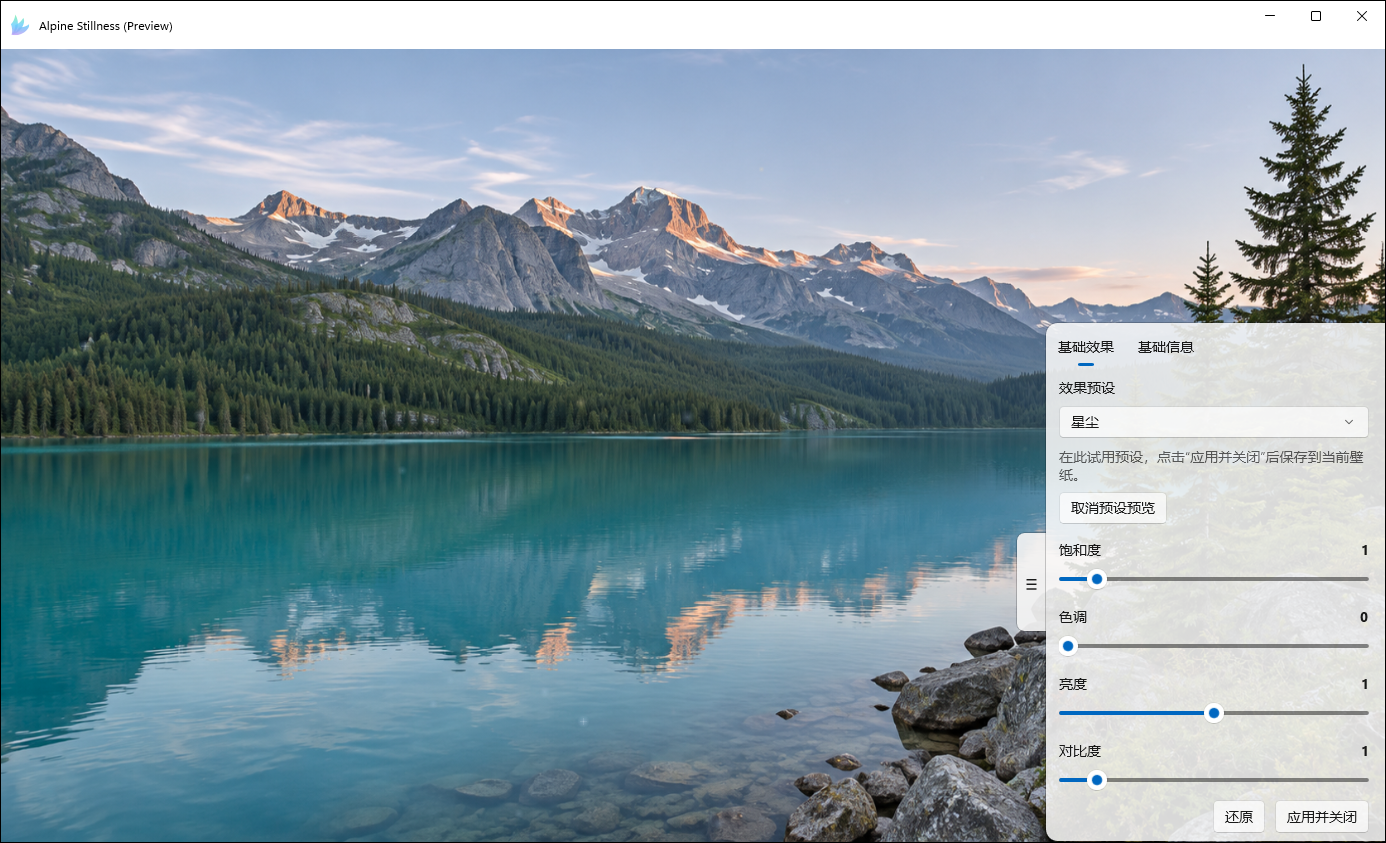 Alpine Stillness (Preview)
基础效果 基础信息
效果预设
星尘
在此试用预设，点击“应用并关闭”后保存到当前壁
纸。
取消预设预览
饱和度 1
色调 0
亮度 1
对比度 1
还原 应用并关闭